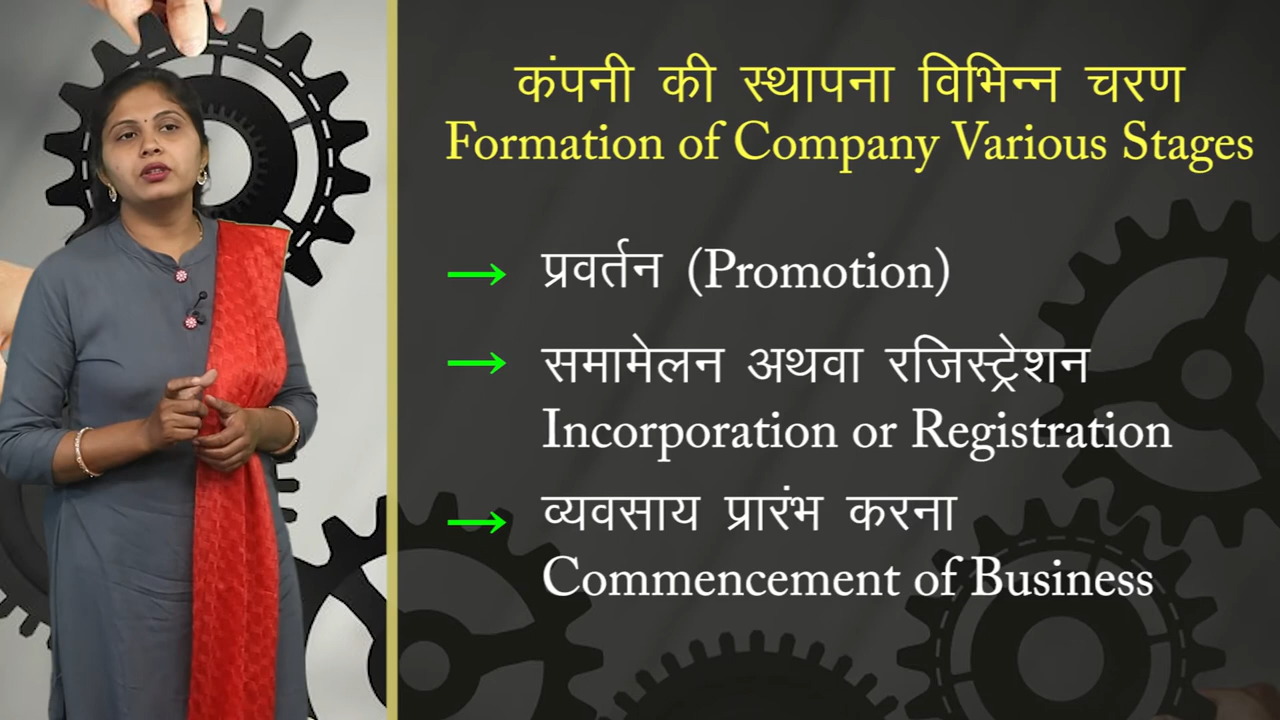 कंपनी की स्थापना विभिन्न चरण
Formation of Company Various Stages
→ प्रवर्तन (Promotion)
→ समामेलन अथवा रजिस्ट्रेशन
Incorporation or Registration
→ व्यवसाय प्रारंभ करना
Commencement of Business